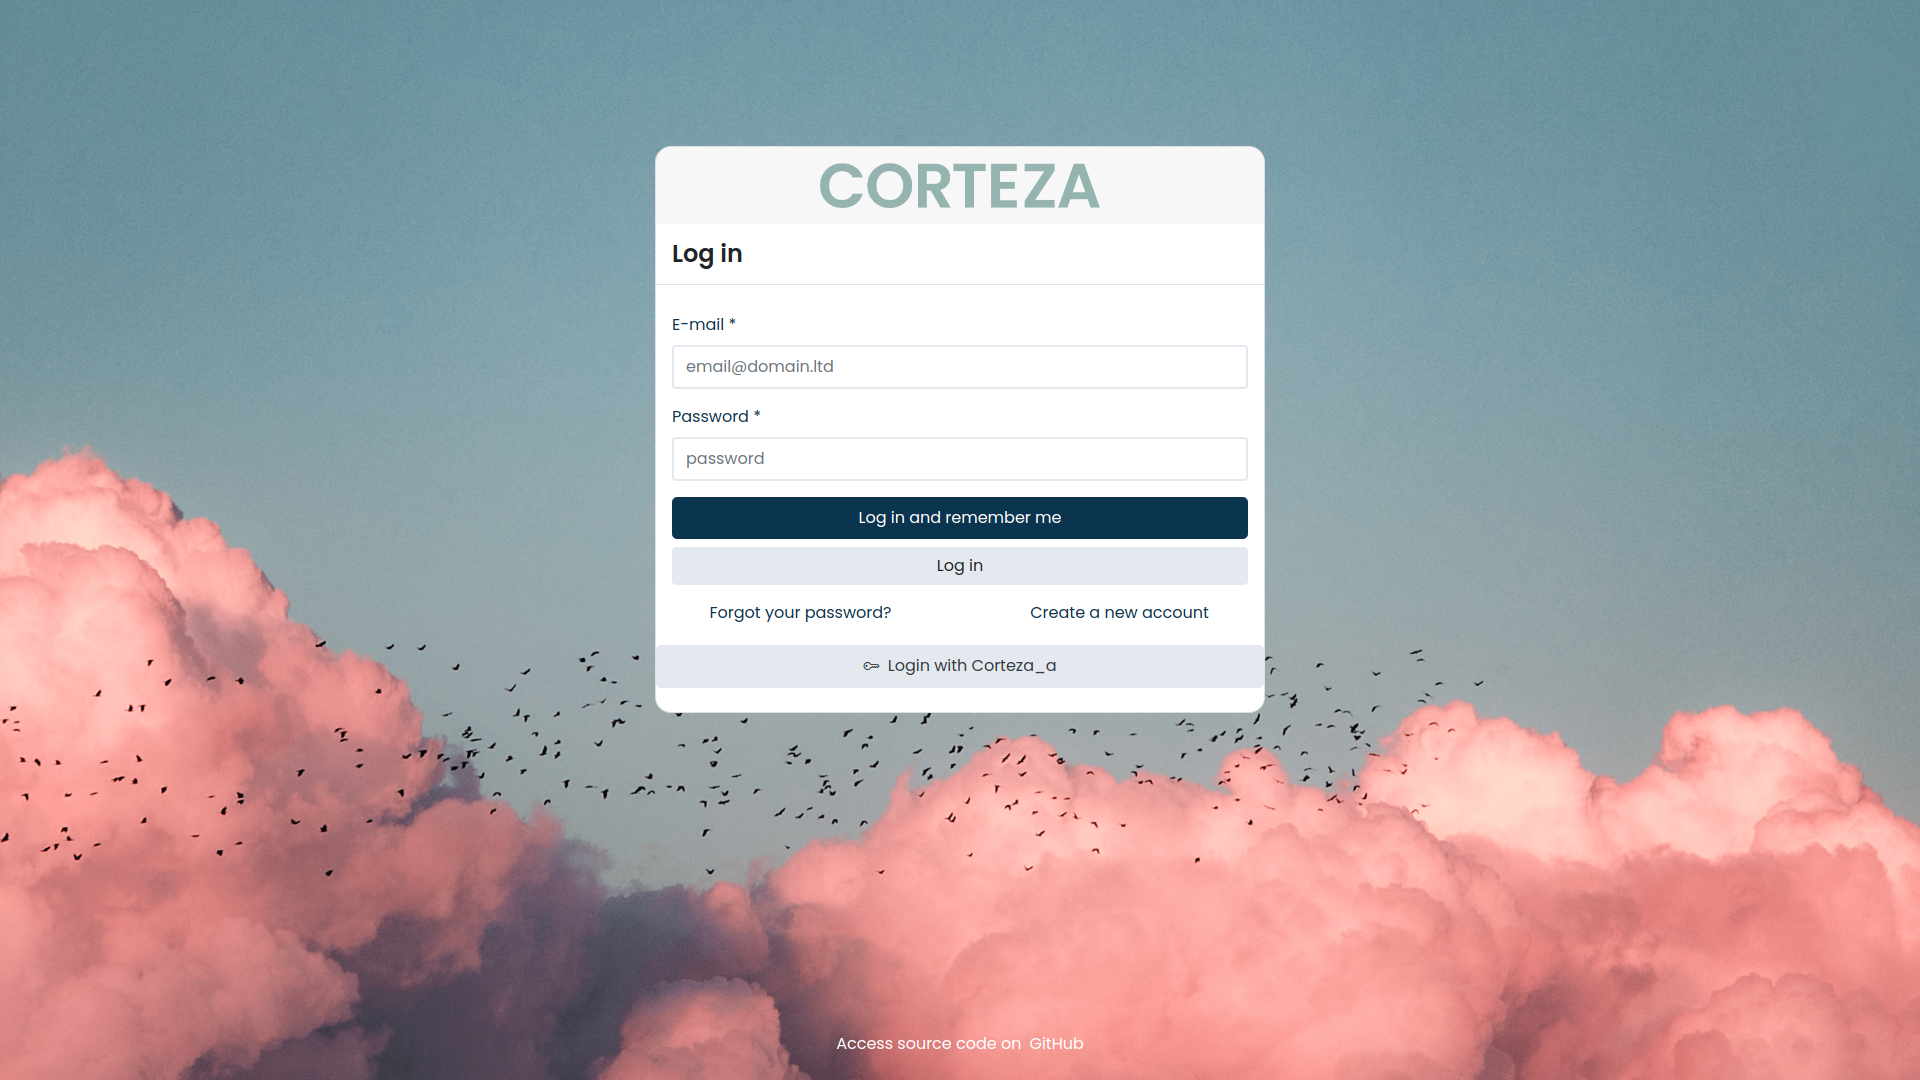 CORTEZA
Log in
E-mail *
email@domain.ltd
Password *
password
Log in and remember me
Log in
Forgot your password? Create a new account
Login with Corteza_a
Access source code on GitHub